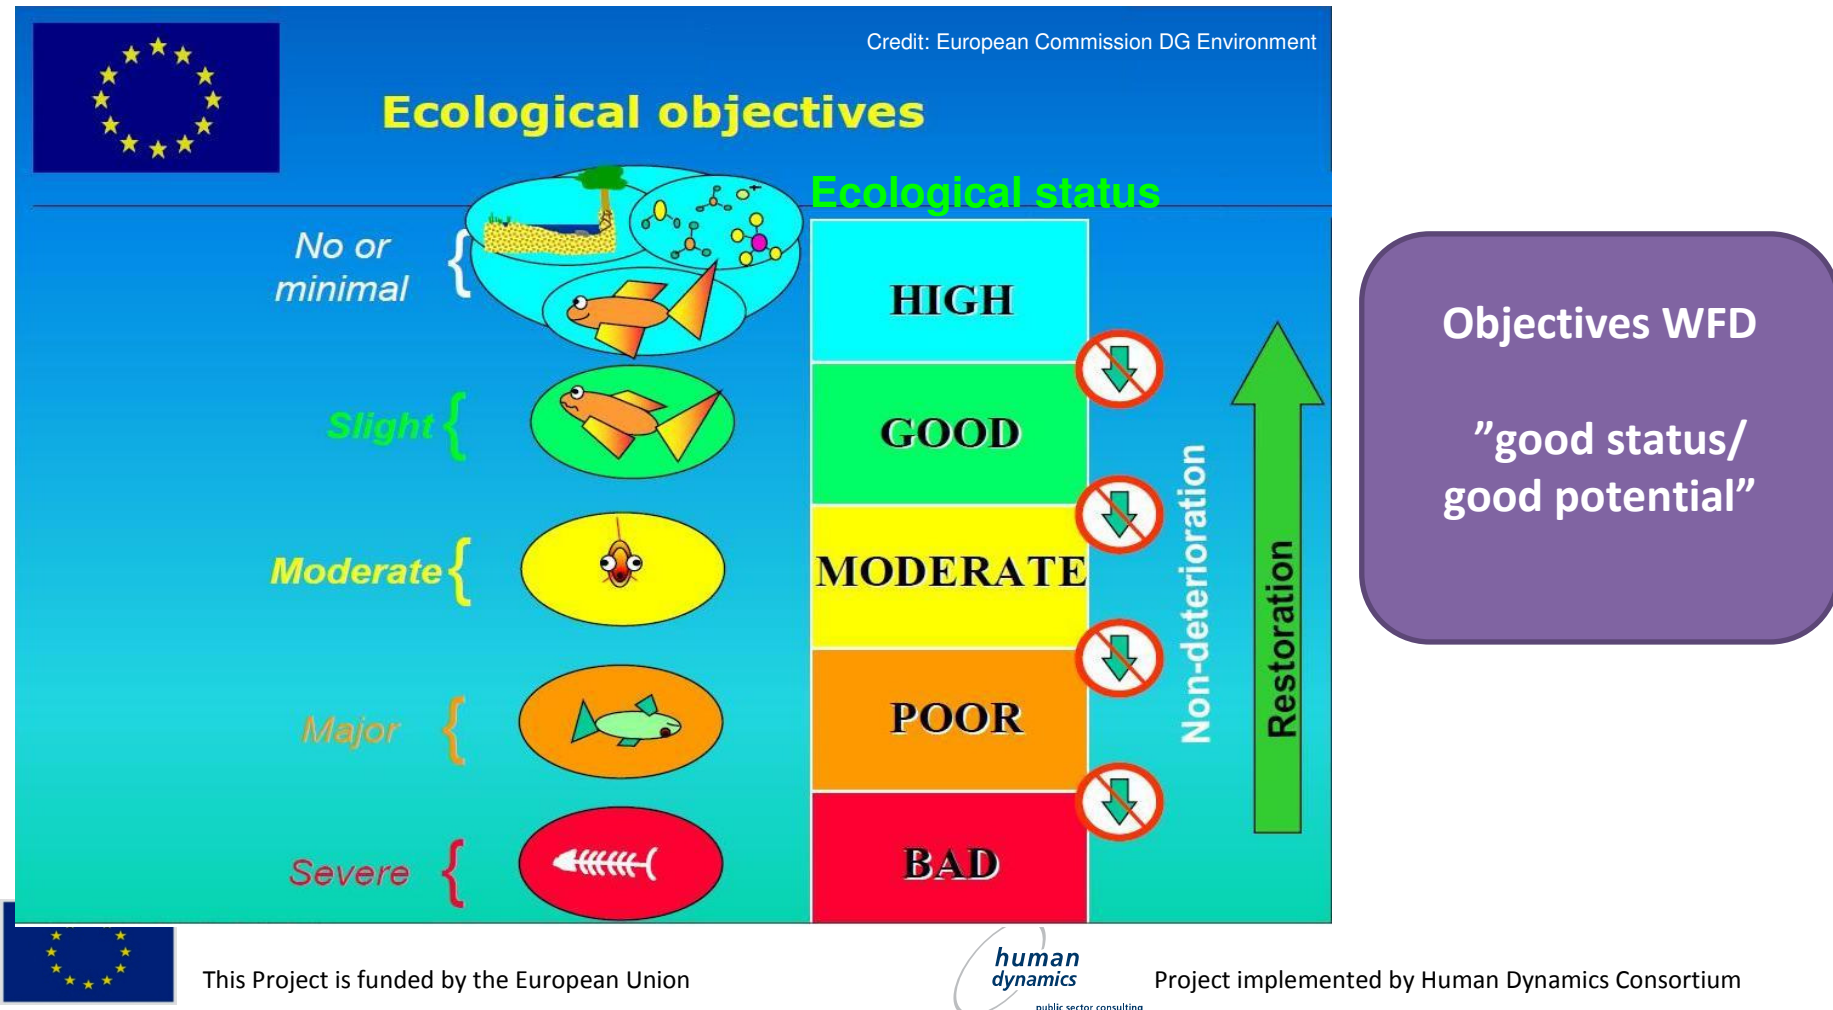 Credit: European Commission DG Environment
Ecological objectives
Ecological status
No or
minimal
HIGH
Slight
GOOD
Moderate
MODERATE
Major
POOR
Severe
BAD
Non-deterioration
Restoration
Objectives WFD
”good status/
good potential”
This Project is funded by the European Union
human
dynamics
public sector consulting
Project implemented by Human Dynamics Consortium